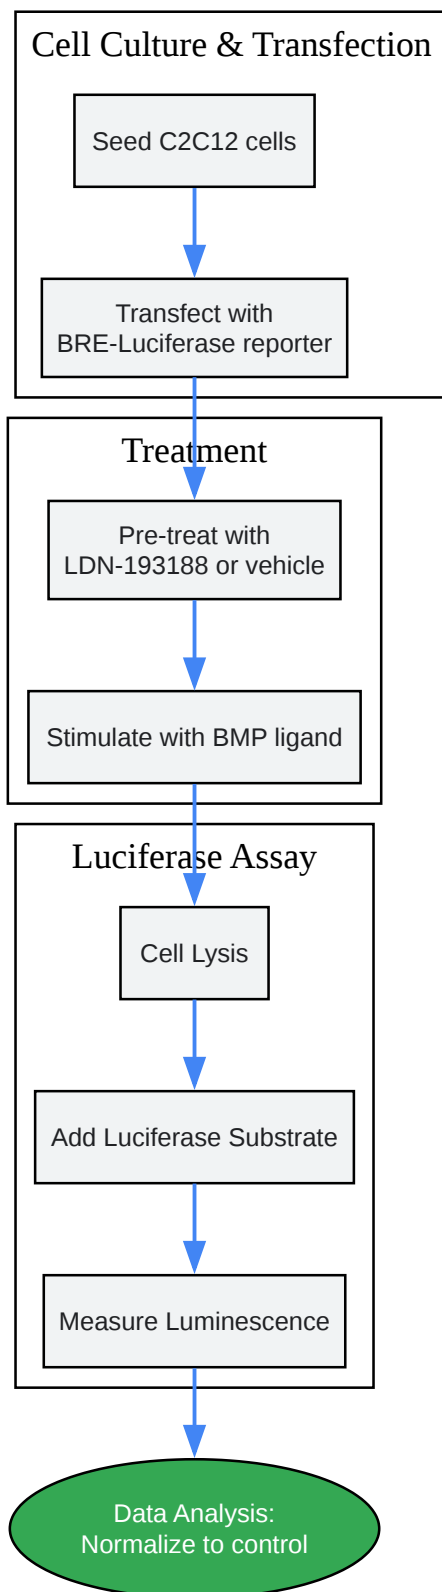 Cell Culture & Transfection
Seed C2C12 cells
Transfect with
BRE-Luciferase reporter
Treatment
Pre-treat with
LDN-193188 or vehicle
Stimulate with BMP ligand
Luciferase Assay
Cell Lysis
Add Luciferase Substrate
Measure Luminescence
Data Analysis:
Normalize to control